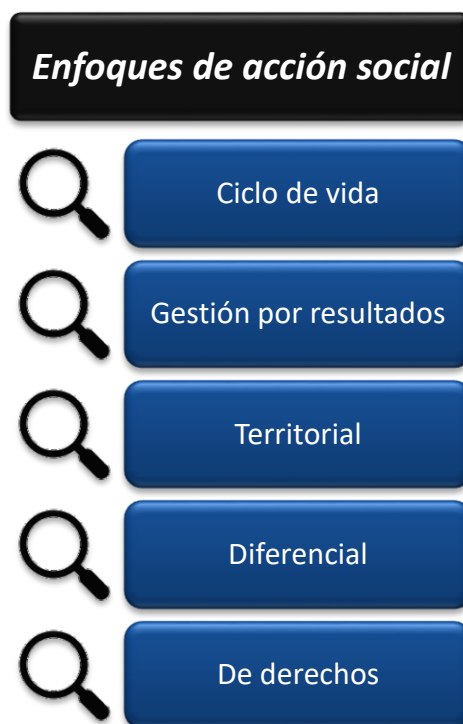 Enfoques de acción social
Ciclo de vida
Gestión por resultados
Territorial
Diferencial
De derechos